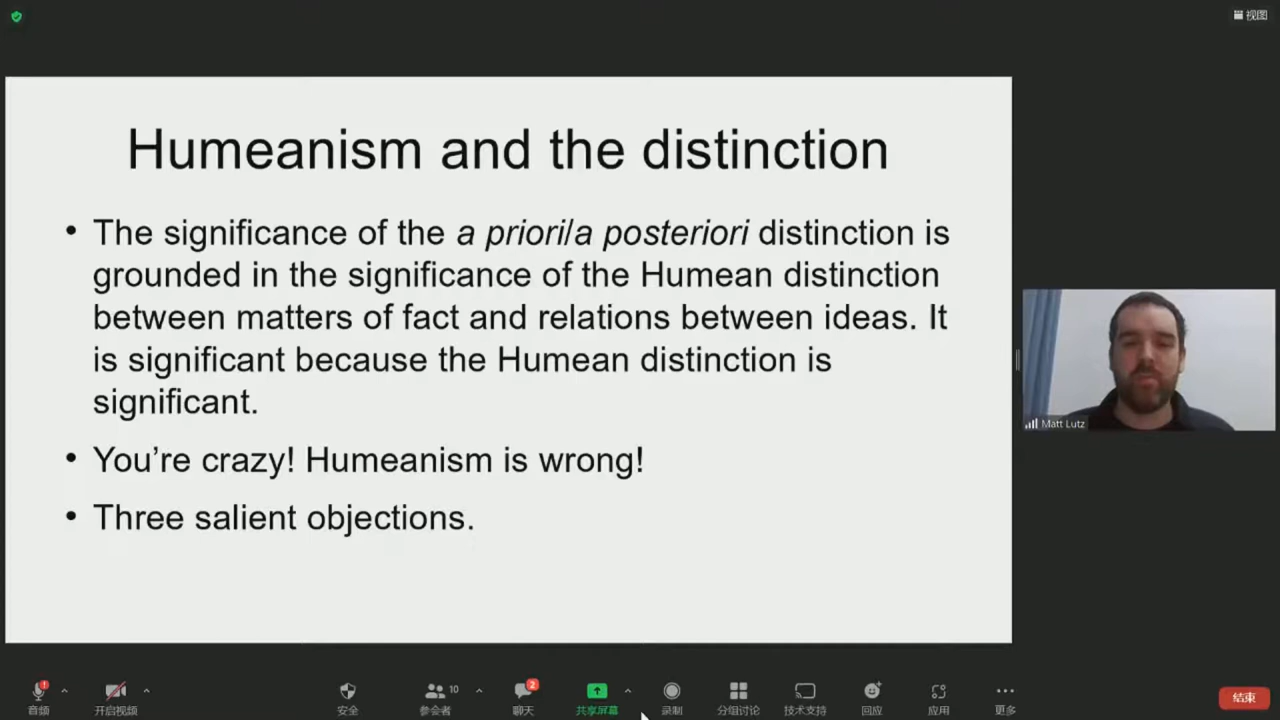 视图
Humeanism and the distinction
• The significance of the a priori/a posteriori distinction is
grounded in the significance of the Humean distinction
between matters of fact and relations between ideas. It
is significant because the Humean distinction is
significant.
• You're crazy! Humeanism is wrong!
• Three salient objections.
Matt Lutz
音频
开启视频
安全
参会者 10
聊天 2
共享屏幕
录制
分组讨论
技术支持
回应
应用
更多
结束